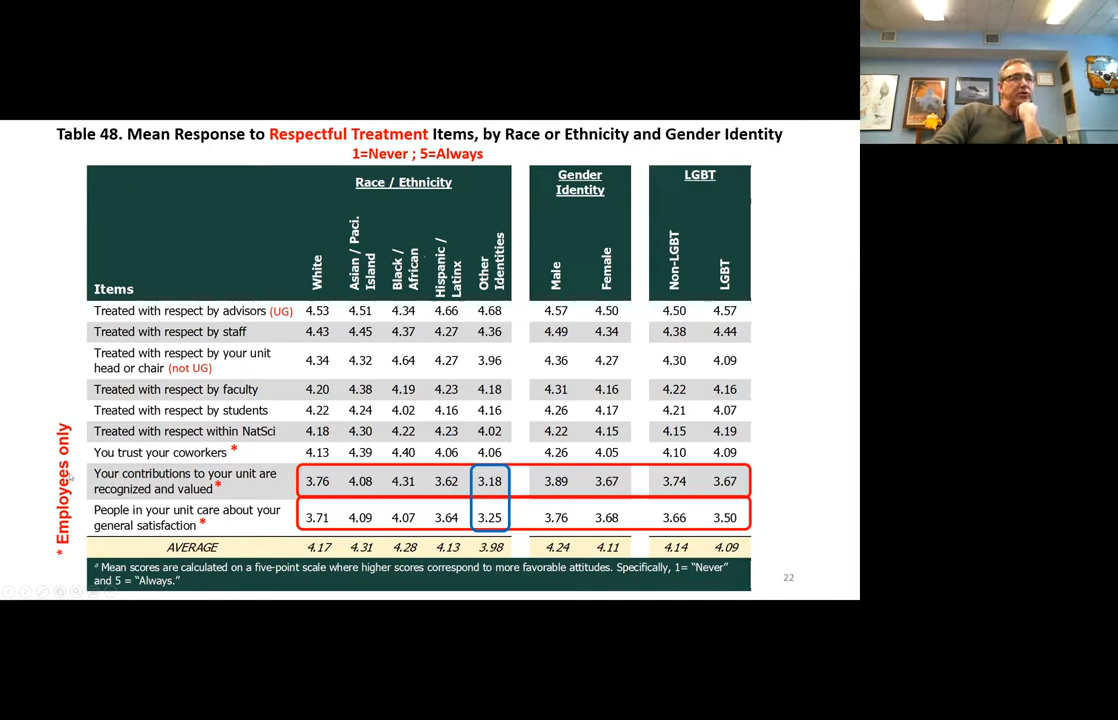 Table 48. Mean Response to Respectful Treatment Items, by Race or Ethnicity and Gender Identity
1=Never ; 5=Always
Race / Ethnicity
Gender
Identity
LGBT
Items
White
Asian / Paci.
Island
Black /
African
Hispanic /
Latinx
Other
Identities
Male
Female
Non-LGBT
LGBT
Treated with respect by advisors (UG) 4.53 4.51 4.34 4.66 4.68 4.57 4.50 4.50 4.57
Treated with respect by staff 4.43 4.45 4.37 4.27 4.36 4.49 4.34 4.38 4.44
Treated with respect by your unit
head or chair (not UG) 4.34 4.32 4.64 4.27 3.96 4.36 4.27 4.30 4.09
Treated with respect by faculty 4.20 4.38 4.19 4.23 4.18 4.31 4.16 4.22 4.16
Treated with respect by students 4.22 4.24 4.02 4.16 4.16 4.26 4.17 4.21 4.07
Treated with respect within NatSci 4.18 4.30 4.22 4.23 4.02 4.22 4.15 4.15 4.19
You trust your coworkers * 4.13 4.39 4.40 4.06 4.06 4.26 4.05 4.10 4.09
Your contributions to your unit are
recognized and valued * 3.76 4.08 4.31 3.62 3.18 3.89 3.67 3.74 3.67
People in your unit care about your
general satisfaction * 3.71 4.09 4.07 3.64 3.25 3.76 3.68 3.66 3.50
AVERAGE 4.17 4.31 4.28 4.13 3.98 4.24 4.11 4.14 4.09
a Mean scores are calculated on a five-point scale where higher scores correspond to more favorable attitudes. Specifically, 1= "Never"
and 5 = "Always."
* Employees only
22